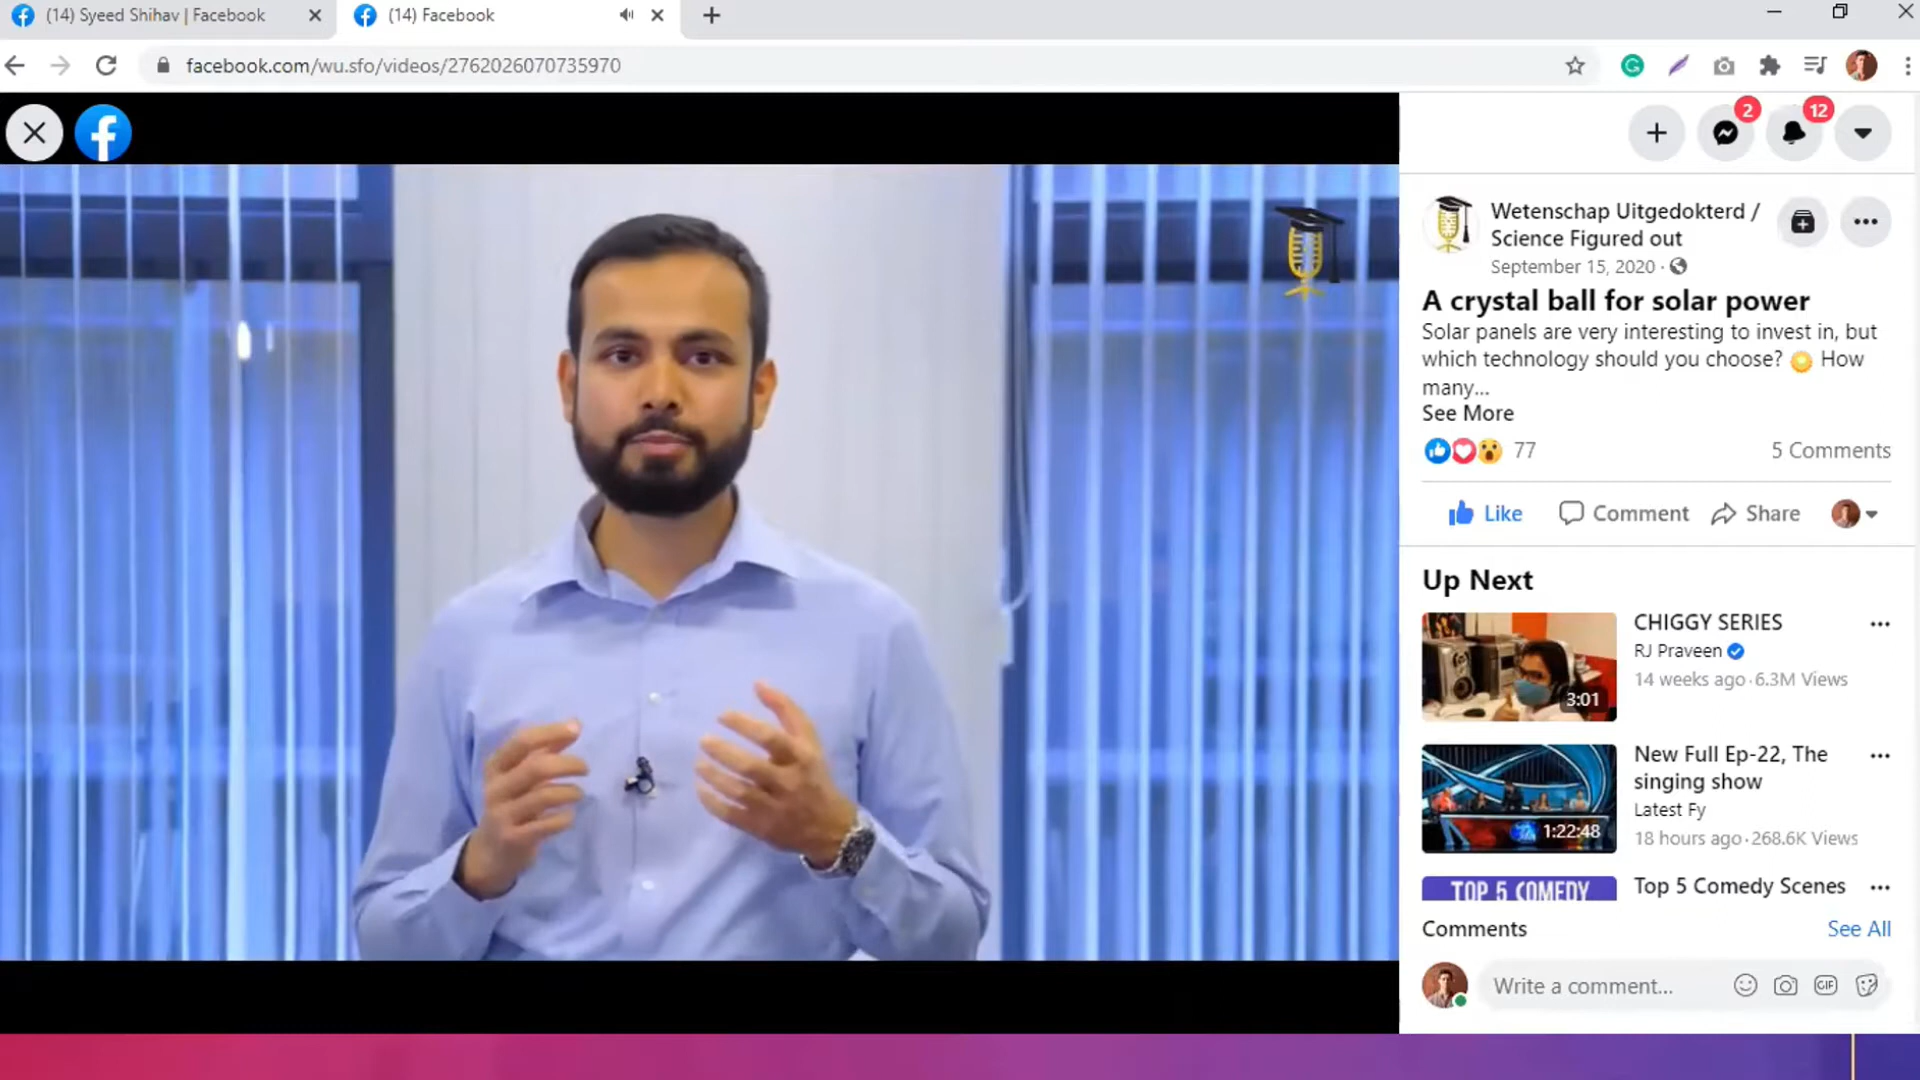 (14) Syeed Shihav | Facebook
(14) Facebook
facebook.com/wu.sfo/videos/2762026070735970
2
12
Wetenschap Uitgedokterd /
Science Figured out
September 15, 2020 ·
A crystal ball for solar power
Solar panels are very interesting to invest in, but
which technology should you choose? How
many...
See More
77
5 Comments
Like
Comment
Share
Up Next
CHIGGY SERIES
RJ Praveen
14 weeks ago · 6.3M Views
3:01
New Full Ep-22, The
singing show
Latest Fy
18 hours ago · 268.6K Views
1:22:48
TOP 5 COMEDY
Top 5 Comedy Scenes
Comments
See All
Write a comment...
GIF